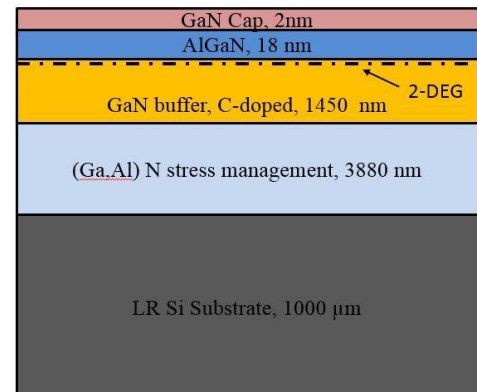 GaN Cap, 2nm
AlGaN, 18 nm
2-DEG
GaN buffer, C-doped, 1450 nm
(Ga,Al) N stress management, 3880 nm
LR Si Substrate, 1000 µm